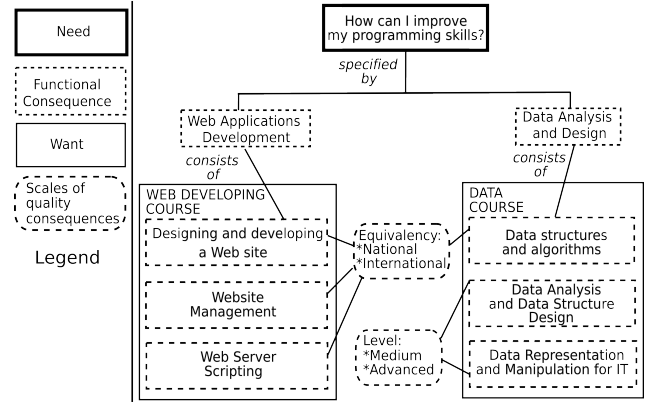 Need
Functional
Consequence
Want
Scales of
quality
consequences
Legend
How can I improve
my programming skills?
specified
by
Web Applications
Development
Data Analysis
and Design
consists
of
consists
of
WEB DEVELOPING
COURSE
Designing and developing
a Web site
Website
Management
Web Server
Scripting
Equivalency:
*National
*International
Level:
*Medium
*Advanced
DATA
COURSE
Data structures
and algorithms
Data Analysis
and Data Structure
Design
Data Representation
and Manipulation for IT